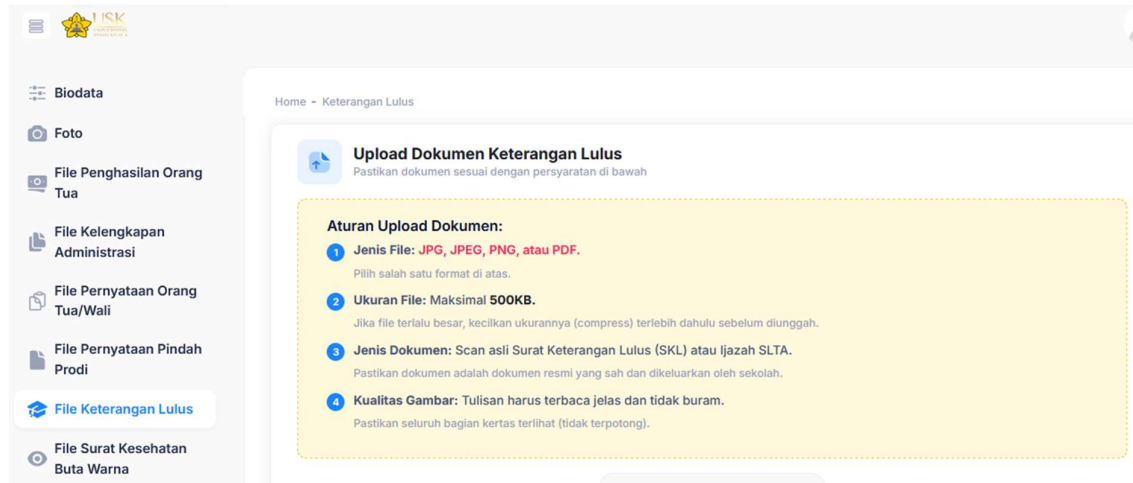 USK
Biodata
Foto
File Penghasilan Orang
Tua
File Kelengkapan
Administrasi
File Pernyataan Orang
Tua/Wali
File Pernyataan Pindah
Prodi
File Keterangan Lulus
File Surat Kesehatan
Buta Warna
Home - Keterangan Lulus
Upload Dokumen Keterangan Lulus
Pastikan dokumen sesuai dengan persyaratan di bawah
Aturan Upload Dokumen:
1 Jenis File: JPG, JPEG, PNG, atau PDF.
Pilih salah satu format di atas.
2 Ukuran File: Maksimal 500KB.
Jika file terlalu besar, kecilkan ukurannya (compress) terlebih dahulu sebelum diunggah.
3 Jenis Dokumen: Scan asli Surat Keterangan Lulus (SKL) atau Ijazah SLTA.
Pastikan dokumen adalah dokumen resmi yang sah dan dikeluarkan oleh sekolah.
4 Kualitas Gambar: Tulisan harus terbaca jelas dan tidak buram.
Pastikan seluruh bagian kertas terlihat (tidak terpotong).